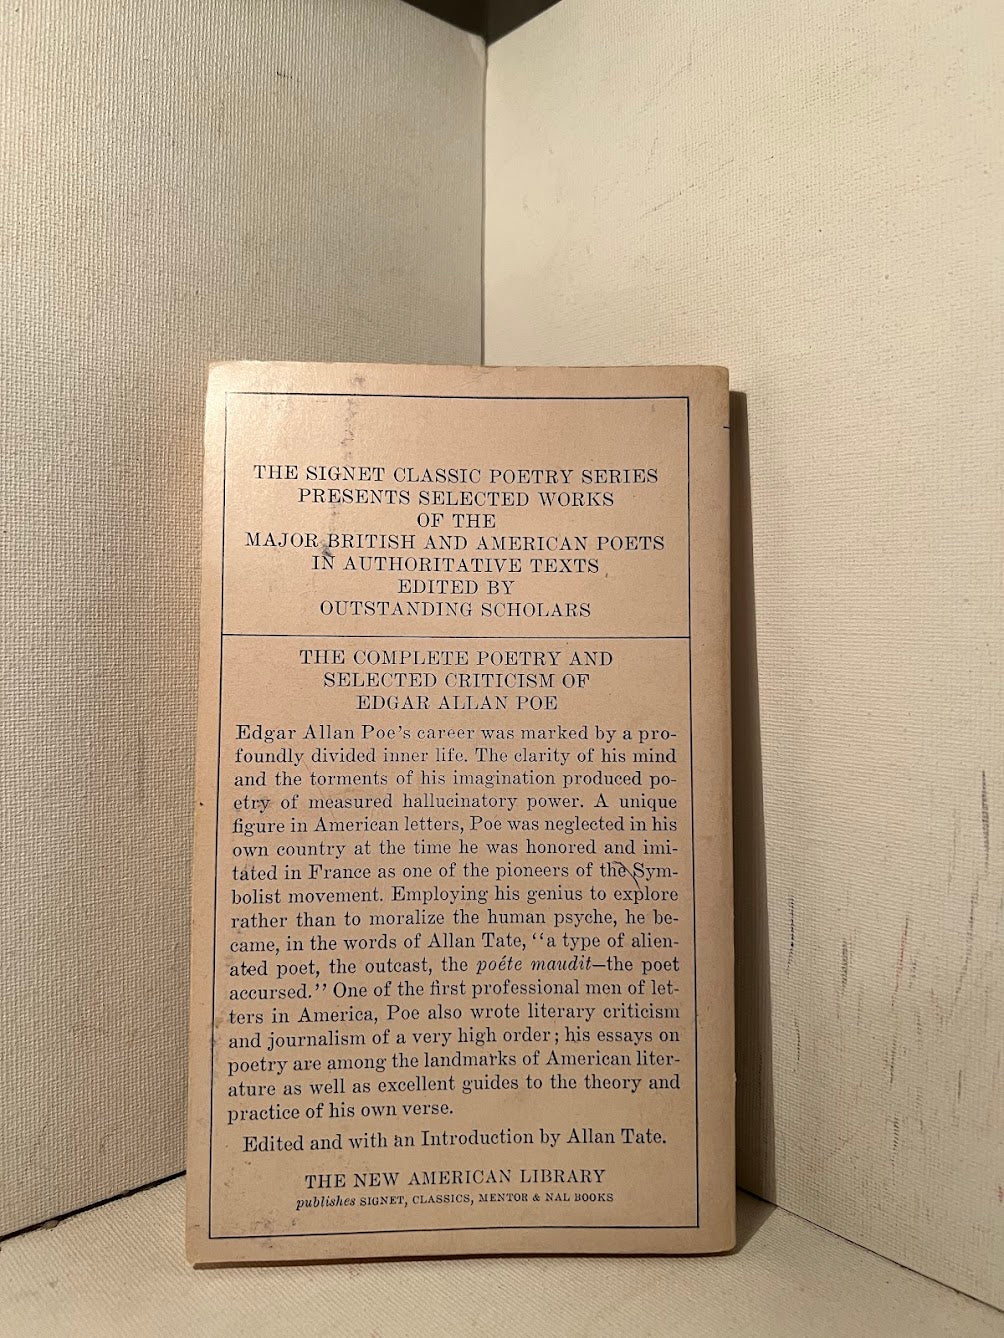 THE SIGNET CLASSIC POETRY SERIES
PRESENTS SELECTED WORKS
OF THE
MAJOR BRITISH AND AMERICAN POETS
IN AUTHORITATIVE TEXTS
EDITED BY
OUTSTANDING SCHOLARS
THE COMPLETE POETRY AND
SELECTED CRITICISM OF
EDGAR ALLAN POE
Edgar Allan Poe's career was marked by a pro-
foundly divided inner life. The clarity of his mind
and the torments of his imagination produced po-
etry of measured hallucinatory power. A unique
figure in American letters, Poe was neglected in his
own country at the time he was honored and imi-
tated in France as one of the pioneers of the Sym-
bolist movement. Employing his genius to explore
rather than to moralize the human psyche, he be-
came, in the words of Allan Tate, “a type of alien-
ated poet, the outcast, the poéte maudit—the poet
accursed.” One of the first professional men of let-
ters in America, Poe also wrote literary criticism
and journalism of a very high order; his essays on
poetry are among the landmarks of American liter-
ature as well as excellent guides to the theory and
practice of his own verse.
Edited and with an Introduction by Allan Tate.
THE NEW AMERICAN LIBRARY
publishes SIGNET, CLASSICS, MENTOR & NAL BOOKS